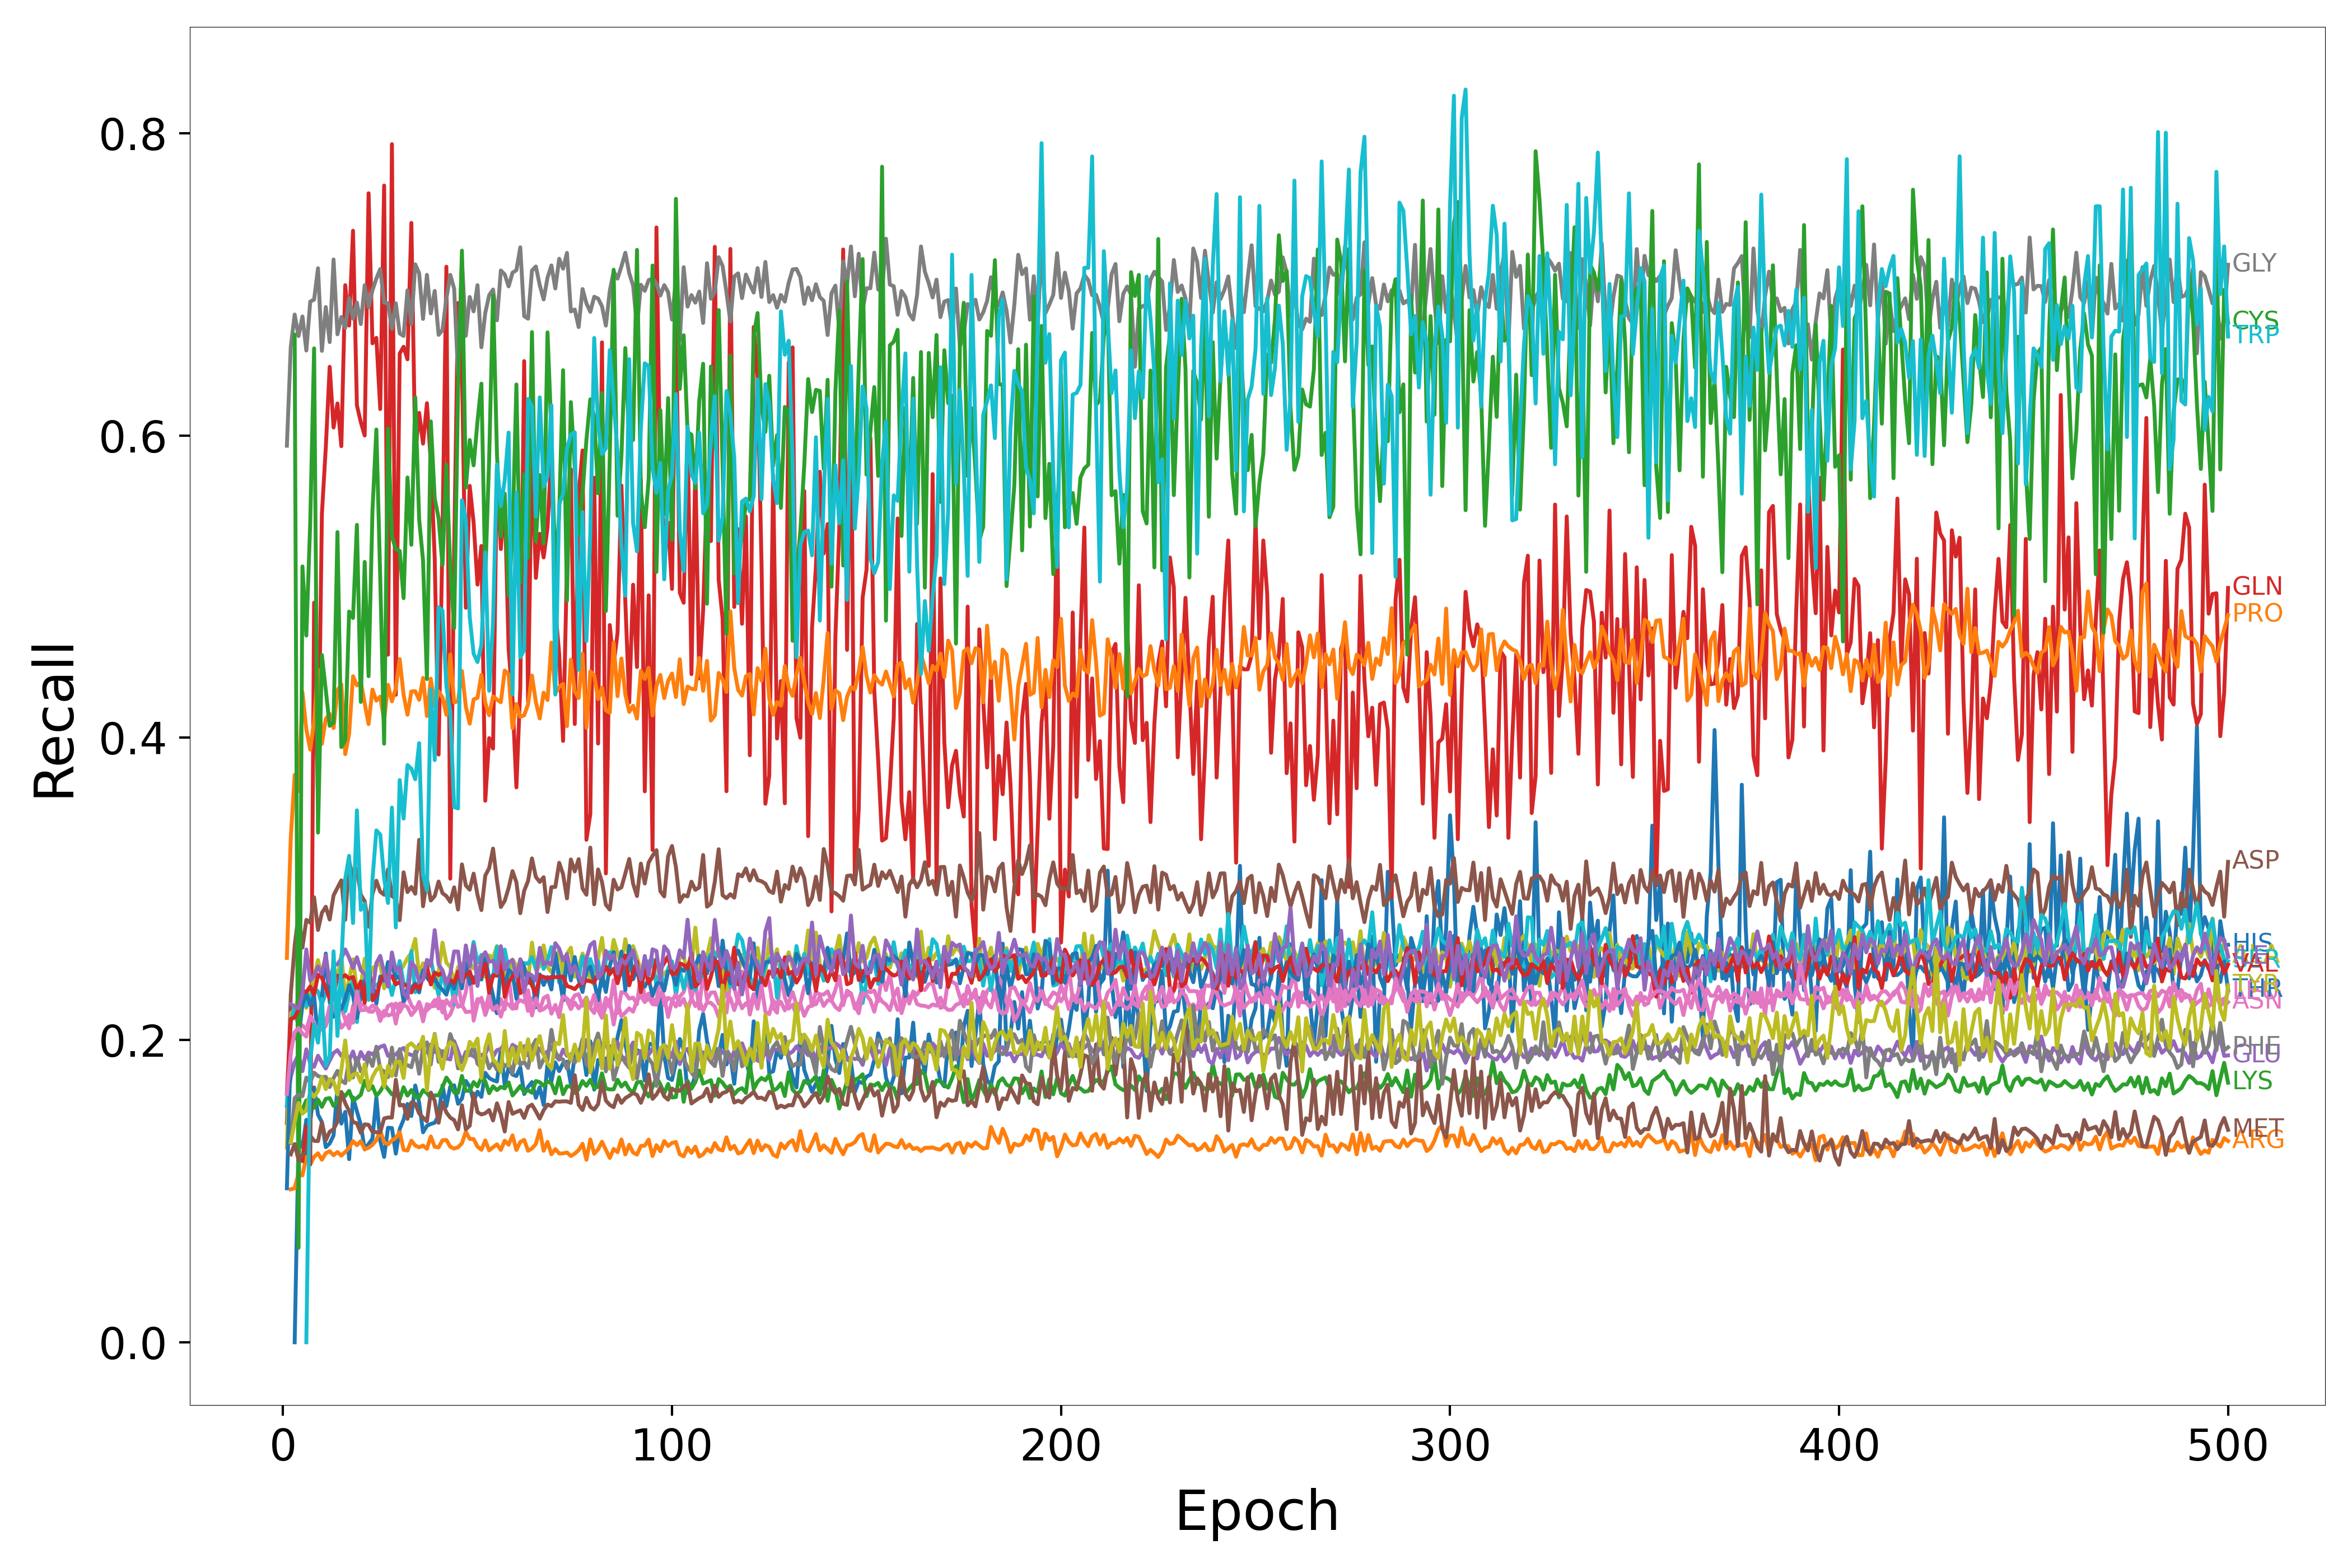 0.8
0.6
0.4
0.2
0.0
Recall
0
100
200
300
400
500
Epoch
GLY
CYS
TRP
GLN
PRO
ASP
HIS
VAL
TYR
THR
ASN
PHE
GLU
LYS
MET
ARG